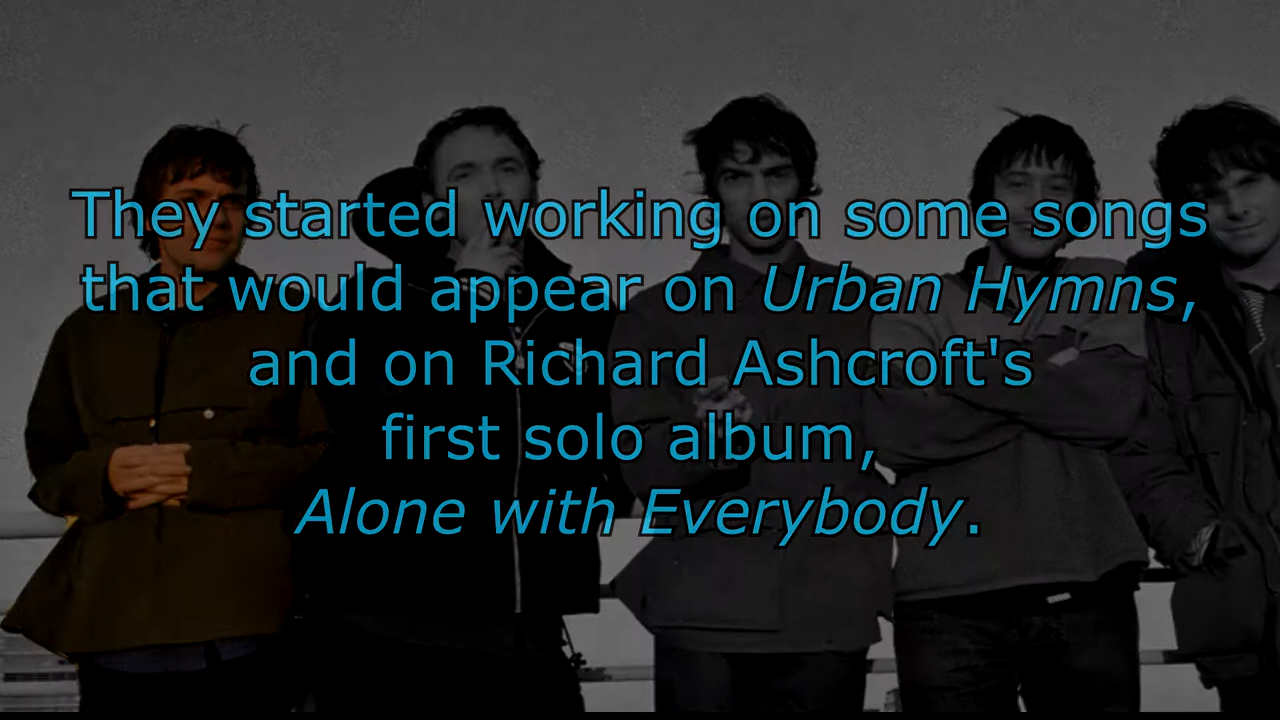 They started working on some songs
that would appear on Urban Hymns,
and on Richard Ashcroft's
first solo album,
Alone with Everybody.